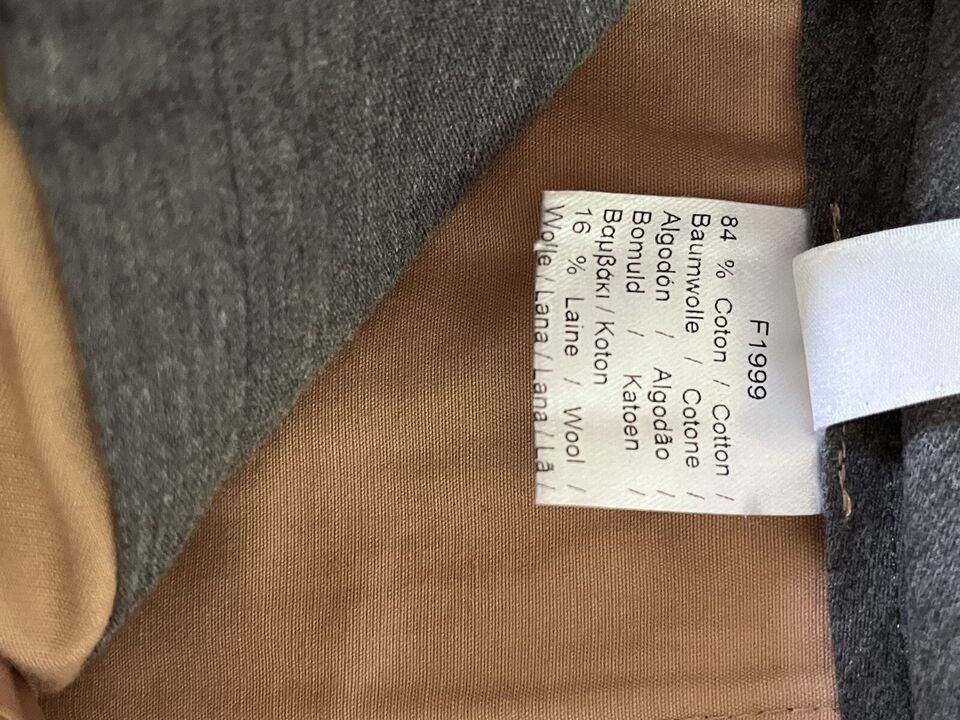 F1999
84 % Coton / Cotton /
Baumwolle / Cotone /
Algodón / Algodão /
Bomuld / Katoen /
Βαμβάκι / Koton
16 % Laine / Wool /
Wolle / Lana / Lana / Lã /